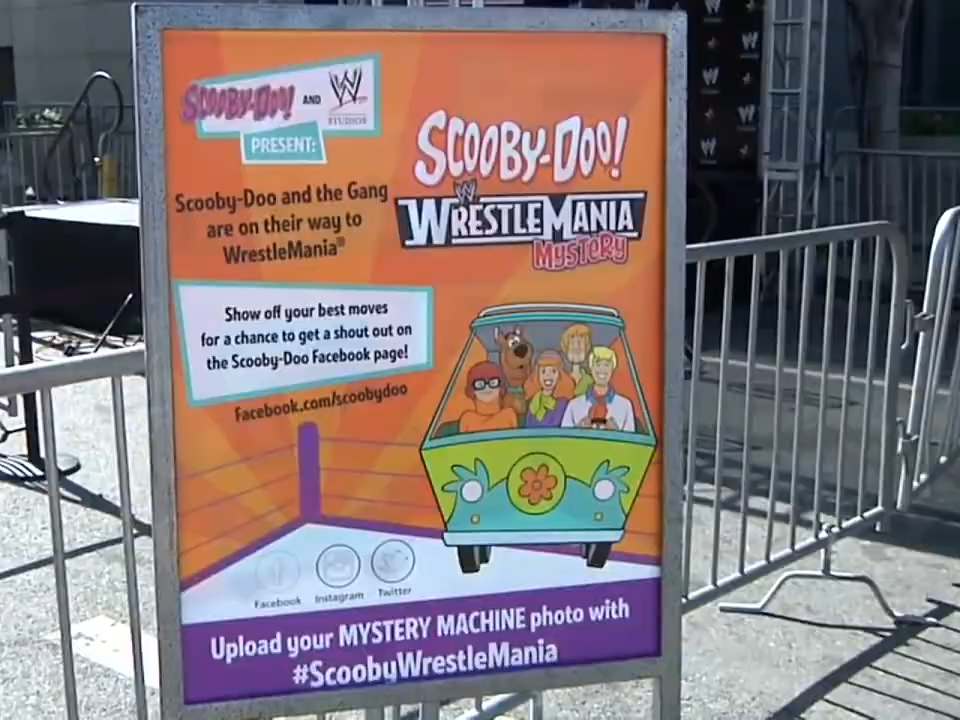 SCOOBY-DOO! AND W STUDIOS
PRESENT:
Scooby-Doo and the Gang
are on their way to
WrestleMania®
SCOOBY-DOO!
W
WRESTLEMANIA
MYSTERY
Show off your best moves
for a chance to get a shout out on
the Scooby-Doo Facebook page!
Facebook.com/scoobydoo
Facebook Instagram Twitter
Upload your MYSTERY MACHINE photo with
#ScoobyWrestleMania